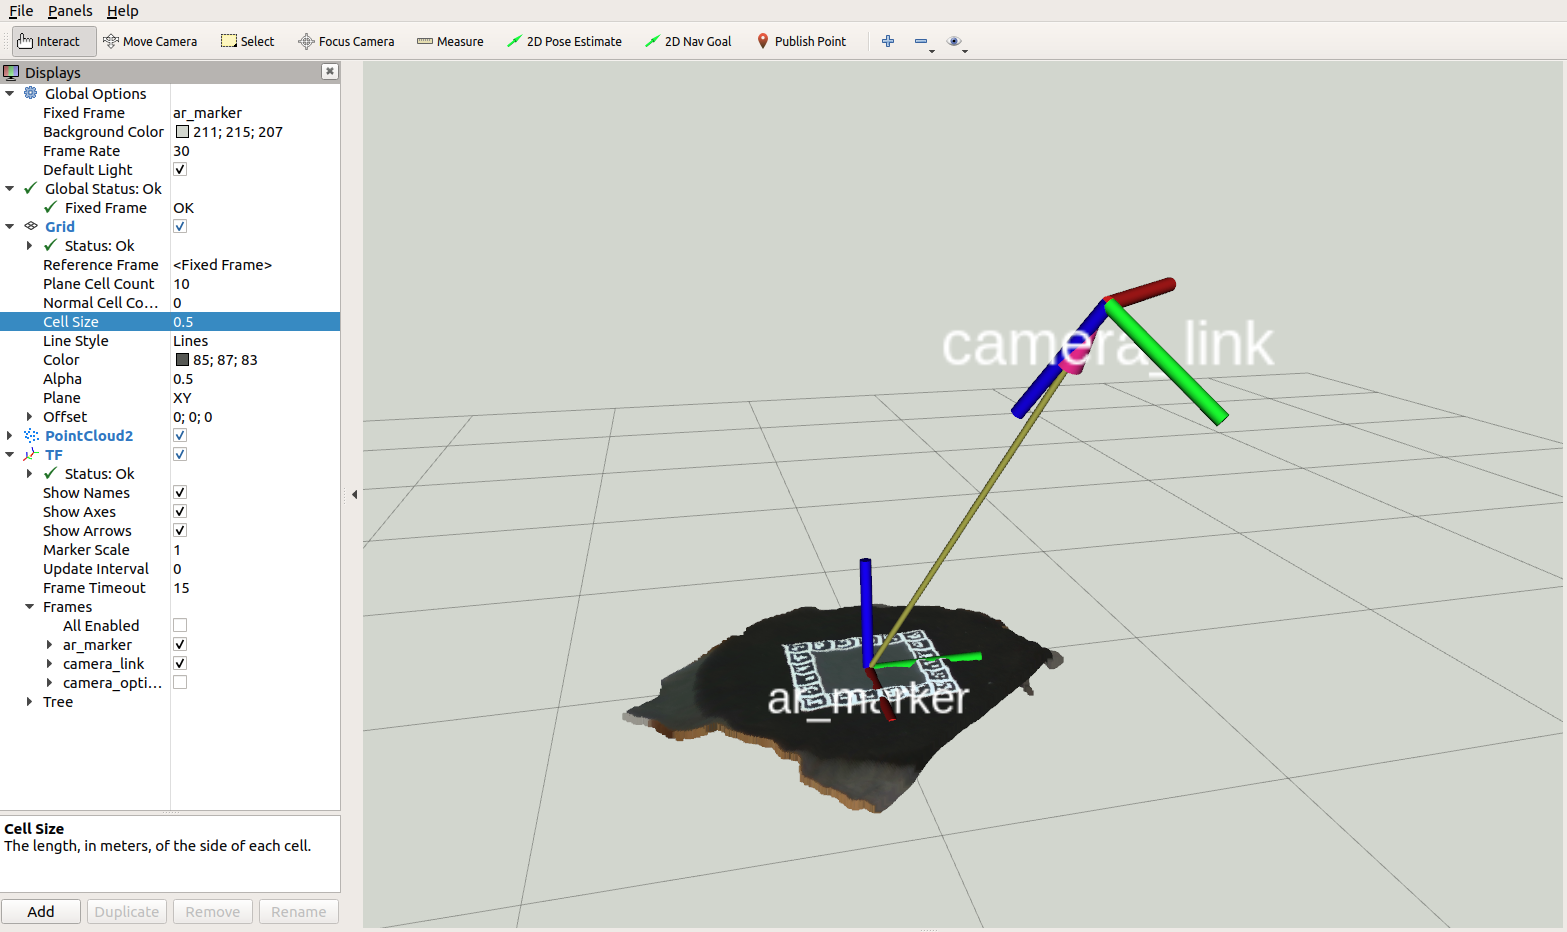 File Panels Help
Interact Move Camera Select Focus Camera Measure 2D Pose Estimate 2D Nav Goal Publish Point
Displays
Global Options
Fixed Frame ar_marker
Background Color 211; 215; 207
Frame Rate 30
Default Light
Global Status: Ok
Fixed Frame OK
Grid
Status: Ok
Reference Frame <Fixed Frame>
Plane Cell Count 10
Normal Cell Co... 0
Cell Size 0.5
Line Style Lines
Color 85; 87; 83
Alpha 0.5
Plane XY
Offset 0; 0; 0
PointCloud2
TF
Status: Ok
Show Names
Show Axes
Show Arrows
Marker Scale 1
Update Interval 0
Frame Timeout 15
Frames
All Enabled
ar_marker
camera_link
camera_opti...
Tree
Cell Size
The length, in meters, of the side of each cell.
Add Duplicate Remove Rename
camera_link
ar_marker